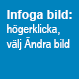 Infoga bild:
högerklicka,
välj Ändra bild